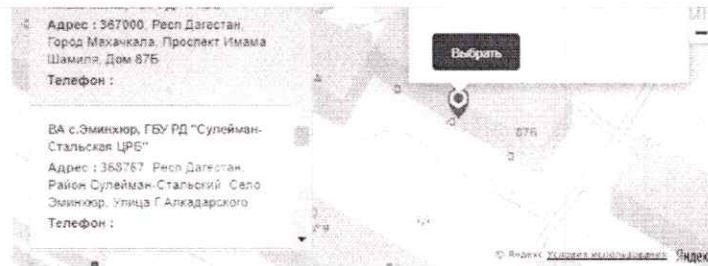 Адрес : 367000, Респ Дагестан,
Город Махачкала, Проспект Имама
Шамиля, Дом 87Б
Телефон :
ВА с.Эминхюр, ГБУ РД "Сулейман-
Стальская ЦРБ"
Адрес : 368767, Респ Дагестан,
Район Сулейман-Стальский, Село
Эминхюр, Улица Г.Алкадарского
Телефон :
Выбрать
87Б
© Яндекс Условия использования Яндек